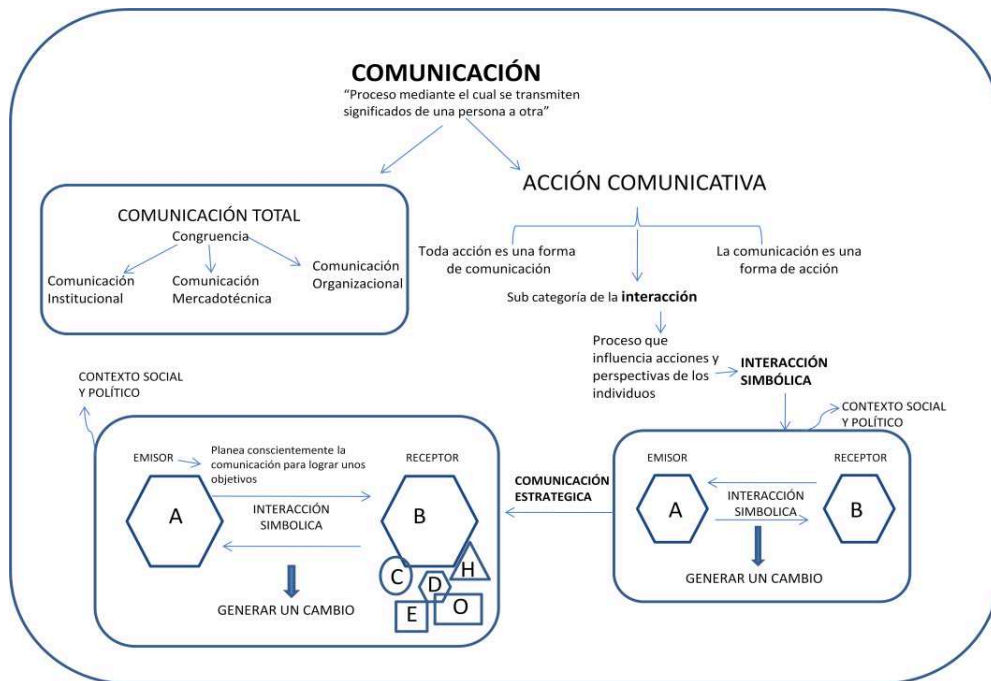 COMUNICACIÓN
“Proceso mediante el cual se transmiten
significados de una persona a otra”
COMUNICACIÓN TOTAL
Congruencia
Comunicación
Institucional
Comunicación
Mercadotécnica
Comunicación
Organizacional
ACCIÓN COMUNICATIVA
Toda acción es una forma
de comunicación
La comunicación es una
forma de acción
Sub categoría de la interacción
Proceso que
influencia acciones y
perspectivas de los
individuos
INTERACCIÓN
SIMBÓLICA
CONTEXTO SOCIAL
Y POLÍTICO
EMISOR
RECEPTOR
A
INTERACCIÓN
SIMBOLICA
B
GENERAR UN CAMBIO
COMUNICACIÓN
ESTRATEGICA
CONTEXTO SOCIAL
Y POLÍTICO
EMISOR
Planea conscientemente la
comunicación para lograr unos
objetivos
RECEPTOR
A
INTERACCIÓN
SIMBOLICA
B
C
D
H
E
O
GENERAR UN CAMBIO